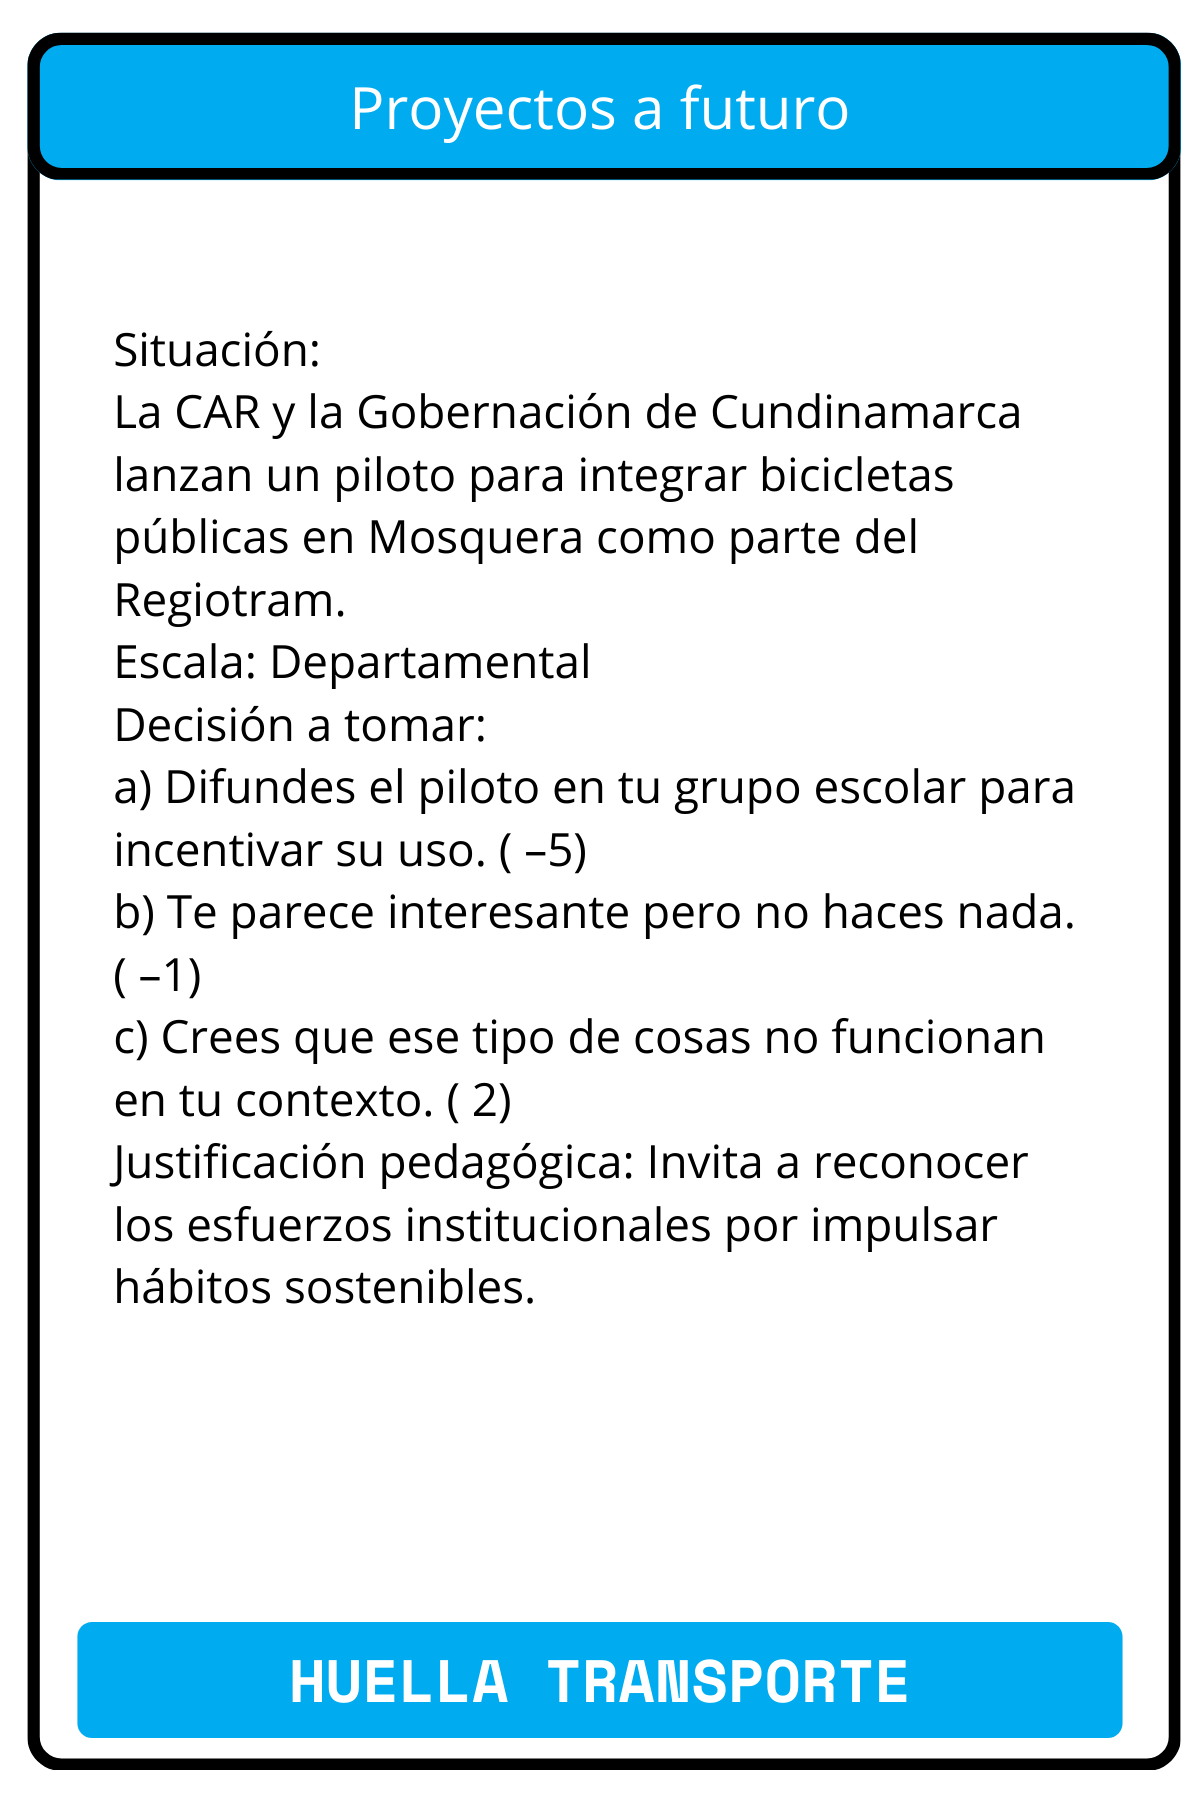 Proyectos a futuro
Situación:
La CAR y la Gobernación de Cundinamarca
lanzan un piloto para integrar bicicletas
públicas en Mosquera como parte del
Regiotram.
Escala: Departamental
Decisión a tomar:
a) Difundes el piloto en tu grupo escolar para
incentivar su uso. ( –5)
b) Te parece interesante pero no haces nada.
( –1)
c) Crees que ese tipo de cosas no funcionan
en tu contexto. ( 2)
Justificación pedagógica: Invita a reconocer
los esfuerzos institucionales por impulsar
hábitos sostenibles.
HUELLA TRANSPORTE